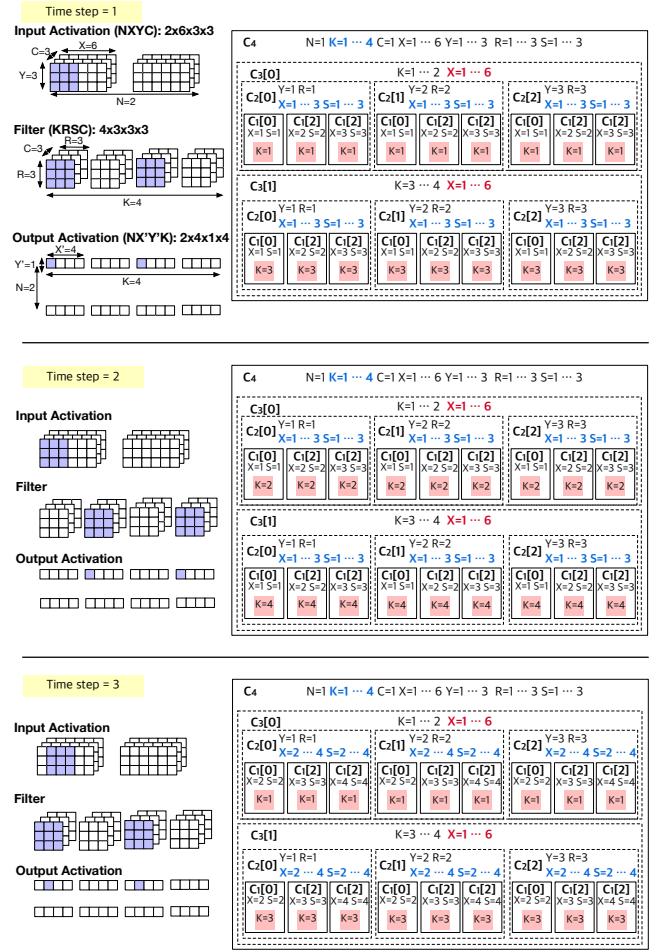 Time step = 1
Input Activation (NXYC): 2x6x3x3
C=3
X=6
Y=3
N=2
Filter (KRSC): 4x3x3x3
C=3
R=3
R=3
K=4
Output Activation (NX'Y'K): 2x4x1x4
X'=4
Y'=1
K=4
N=2
C4 N=1 K=1 ··· 4 C=1 X=1 ··· 6 Y=1 ··· 3 R=1 ··· 3 S=1 ··· 3
C3[0] K=1 ··· 2 X=1 ··· 6
C2[0] Y=1 R=1 C2[1] Y=2 R=2 C2[2] Y=3 R=3
X=1 ··· 3 S=1 ··· 3 X=1 ··· 3 S=1 ··· 3 X=1 ··· 3 S=1 ··· 3
C1[0] C1[2] C1[2] C1[0] C1[2] C1[2] C1[0] C1[2] C1[2]
X=1 S=1 X=2 S=2 X=3 S=3 X=1 S=1 X=2 S=2 X=3 S=3 X=1 S=1 X=2 S=2 X=3 S=3
K=1 K=1 K=1 K=1 K=1 K=1 K=1 K=1 K=1
C3[1] K=3 ··· 4 X=1 ··· 6
C2[0] Y=1 R=1 C2[1] Y=2 R=2 C2[2] Y=3 R=3
X=1 ··· 3 S=1 ··· 3 X=1 ··· 3 S=1 ··· 3 X=1 ··· 3 S=1 ··· 3
C1[0] C1[2] C1[2] C1[0] C1[2] C1[2] C1[0] C1[2] C1[2]
X=1 S=1 X=2 S=2 X=3 S=3 X=1 S=1 X=2 S=2 X=3 S=3 X=1 S=1 X=2 S=2 X=3 S=3
K=3 K=3 K=3 K=3 K=3 K=3 K=3 K=3 K=3
Time step = 2
Input Activation
Filter
Output Activation
C4 N=1 K=1 ··· 4 C=1 X=1 ··· 6 Y=1 ··· 3 R=1 ··· 3 S=1 ··· 3
C3[0] K=1 ··· 2 X=1 ··· 6
C2[0] Y=1 R=1 C2[1] Y=2 R=2 C2[2] Y=3 R=3
X=1 ··· 3 S=1 ··· 3 X=1 ··· 3 S=1 ··· 3 X=1 ··· 3 S=1 ··· 3
C1[0] C1[2] C1[2] C1[0] C1[2] C1[2] C1[0] C1[2] C1[2]
X=1 S=1 X=2 S=2 X=3 S=3 X=1 S=1 X=2 S=2 X=3 S=3 X=1 S=1 X=2 S=2 X=3 S=3
K=2 K=2 K=2 K=2 K=2 K=2 K=2 K=2 K=2
C3[1] K=3 ··· 4 X=1 ··· 6
C2[0] Y=1 R=1 C2[1] Y=2 R=2 C2[2] Y=3 R=3
X=1 ··· 3 S=1 ··· 3 X=1 ··· 3 S=1 ··· 3 X=1 ··· 3 S=1 ··· 3
C1[0] C1[2] C1[2] C1[0] C1[2] C1[2] C1[0] C1[2] C1[2]
X=1 S=1 X=2 S=2 X=3 S=3 X=1 S=1 X=2 S=2 X=3 S=3 X=1 S=1 X=2 S=2 X=3 S=3
K=4 K=4 K=4 K=4 K=4 K=4 K=4 K=4 K=4
Time step = 3
Input Activation
Filter
Output Activation
C4 N=1 K=1 ··· 4 C=1 X=1 ··· 6 Y=1 ··· 3 R=1 ··· 3 S=1 ··· 3
C3[0] K=1 ··· 2 X=1 ··· 6
C2[0] Y=1 R=1 C2[1] Y=2 R=2 C2[2] Y=3 R=3
X=2 ··· 4 S=2 ··· 4 X=2 ··· 4 S=2 ··· 4 X=2 ··· 4 S=2 ··· 4
C1[0] C1[2] C1[2] C1[0] C1[2] C1[2] C1[0] C1[2] C1[2]
X=2 S=2 X=3 S=3 X=4 S=4 X=2 S=2 X=3 S=3 X=4 S=4 X=2 S=2 X=3 S=3 X=4 S=4
K=1 K=1 K=1 K=1 K=1 K=1 K=1 K=1 K=1
C3[1] K=3 ··· 4 X=1 ··· 6
C2[0] Y=1 R=1 C2[1] Y=2 R=2 C2[2] Y=3 R=3
X=2 ··· 4 S=2 ··· 4 X=2 ··· 4 S=2 ··· 4 X=2 ··· 4 S=2 ··· 4
C1[0] C1[2] C1[2] C1[0] C1[2] C1[2] C1[0] C1[2] C1[2]
X=2 S=2 X=3 S=3 X=4 S=4 X=2 S=2 X=3 S=3 X=4 S=4 X=2 S=2 X=3 S=3 X=4 S=4
K=3 K=3 K=3 K=3 K=3 K=3 K=3 K=3 K=3